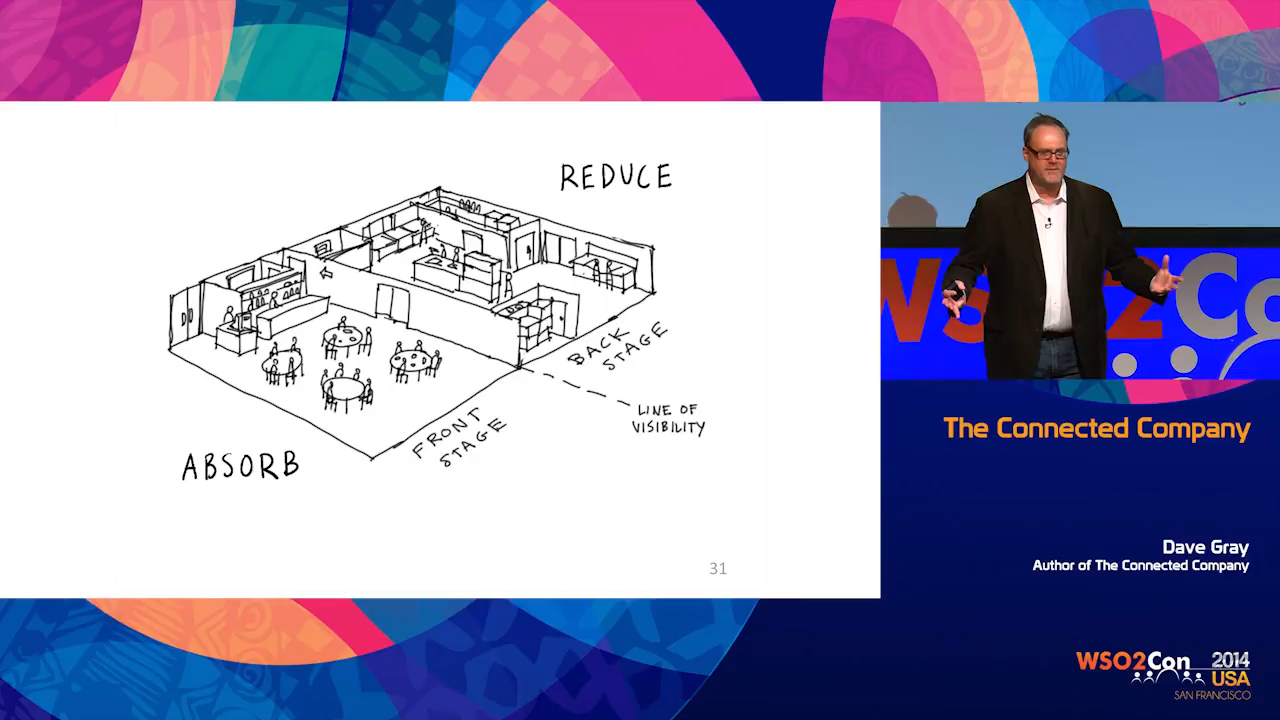 REDUCE
BACK
STAGE
LINE OF
VISIBILITY
FRONT
STAGE
ABSORB
31
WSO2Co
The Connected Company
Dave Gray
Author of The Connected Company
WSO2Con 2014
USA
SAN FRANCISCO